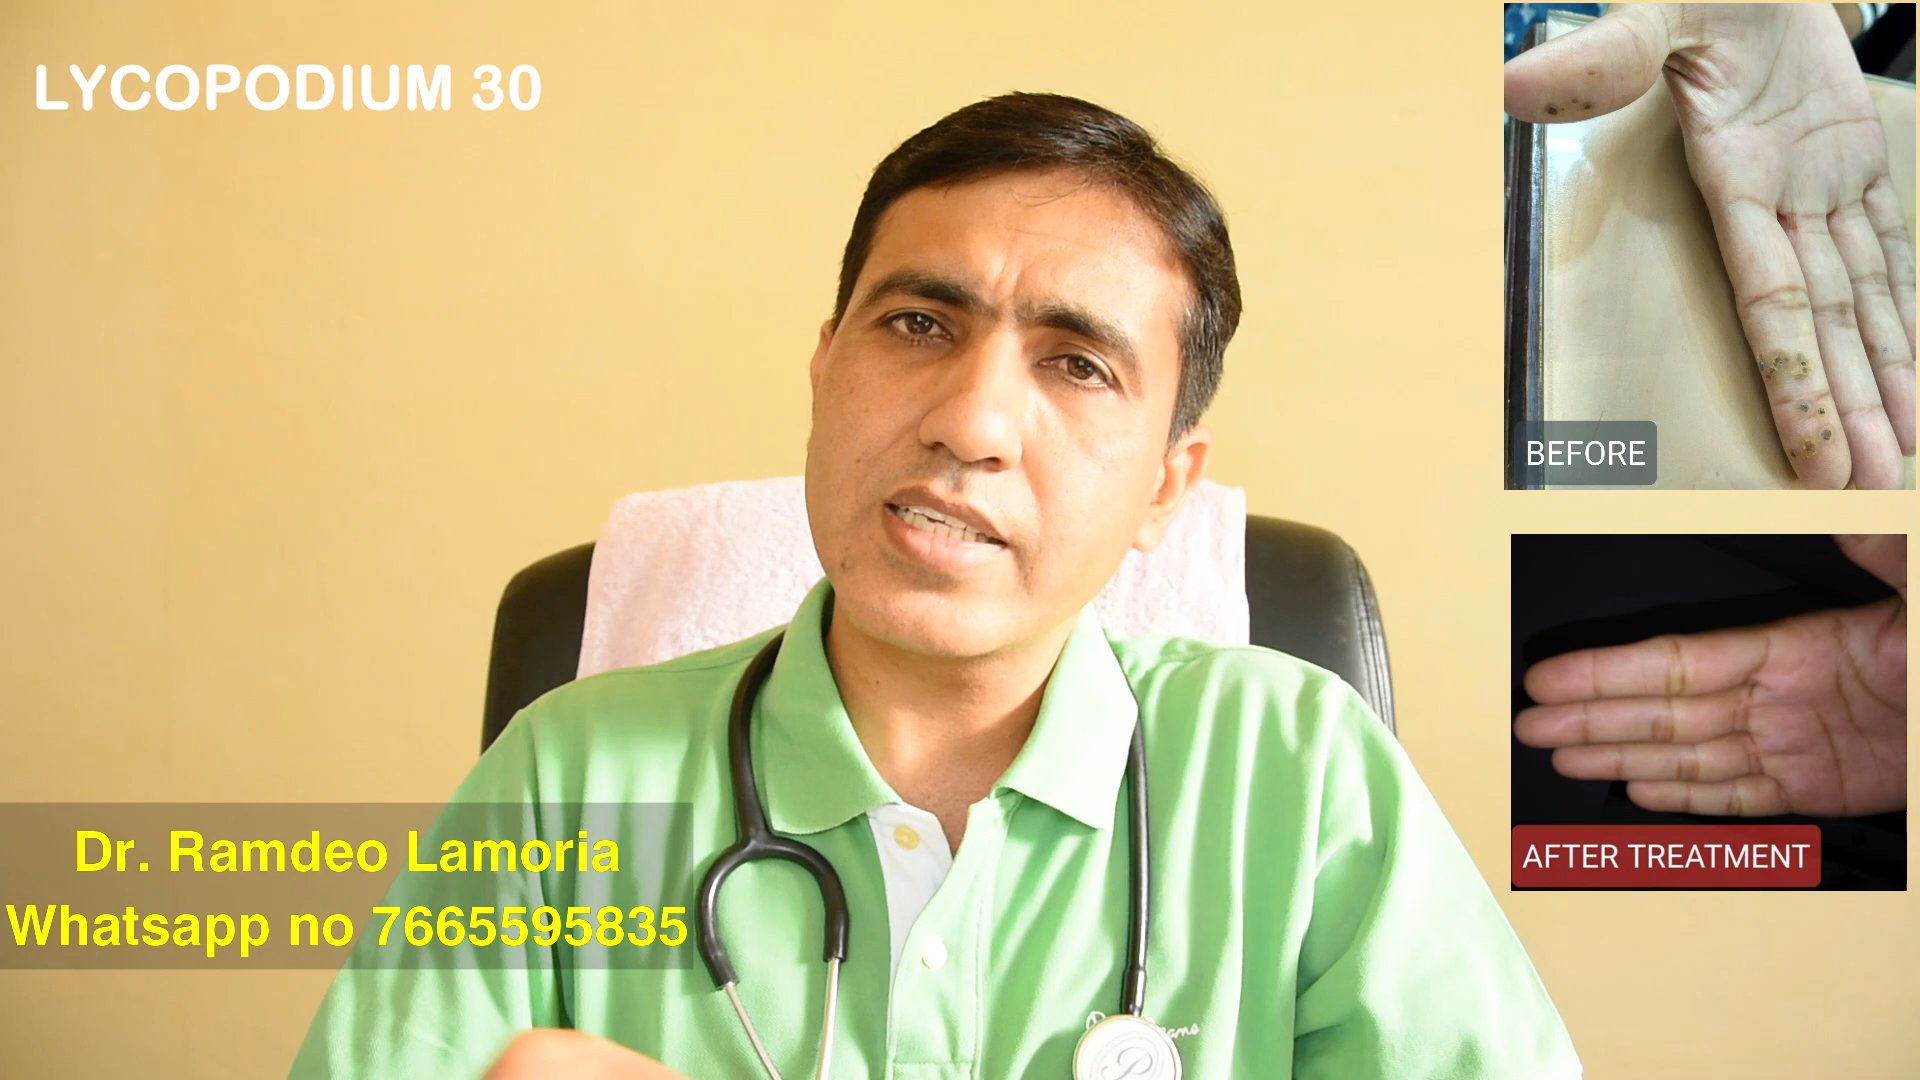 LYCOPODIUM 30
BEFORE
AFTER TREATMENT
Dr. Ramdeo Lamoria
Whatsapp no 7665595835
P